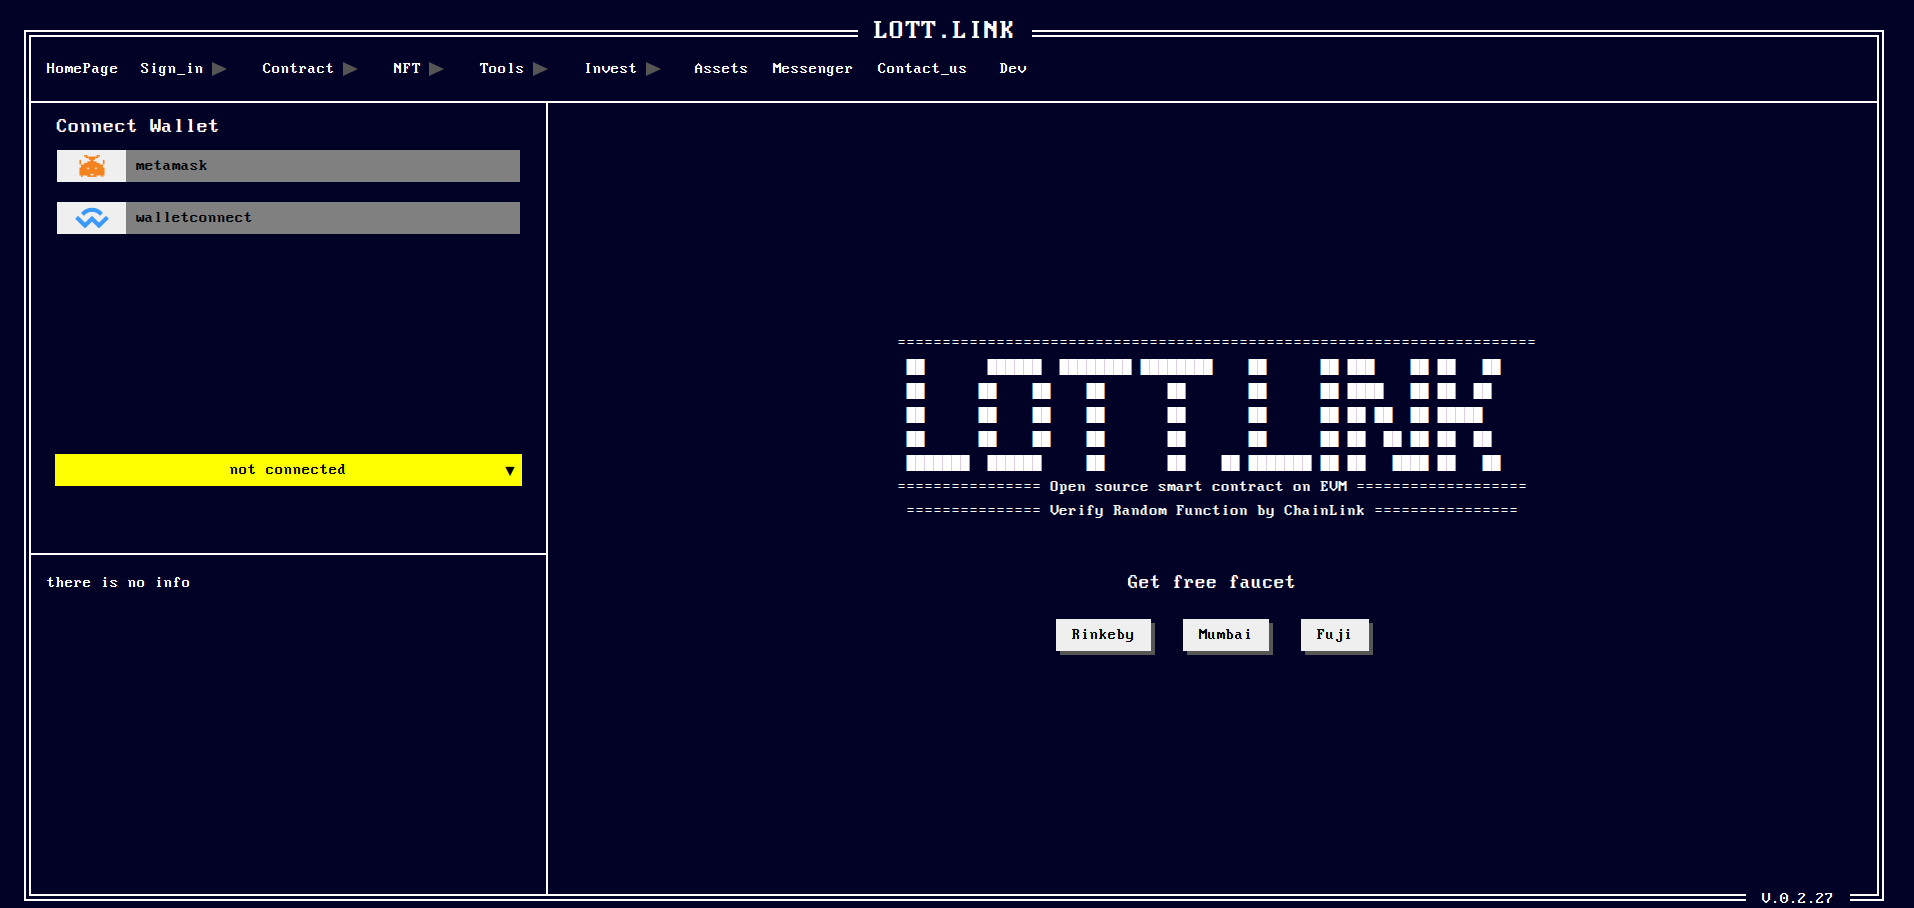 LOTT.LINK
HomePage Sign_in Contract NFT Tools Invest Assets Messenger Contact_us Dev
Connect Wallet
metamask
walletconnect
not connected
there is no info
=======================================================================
LOTT.LINK
================ Open source smart contract on EVM ===================
=============== Verify Random Function by ChainLink ================
Get free faucet
Rinkeby Mumbai Fuji
V.0.2.27